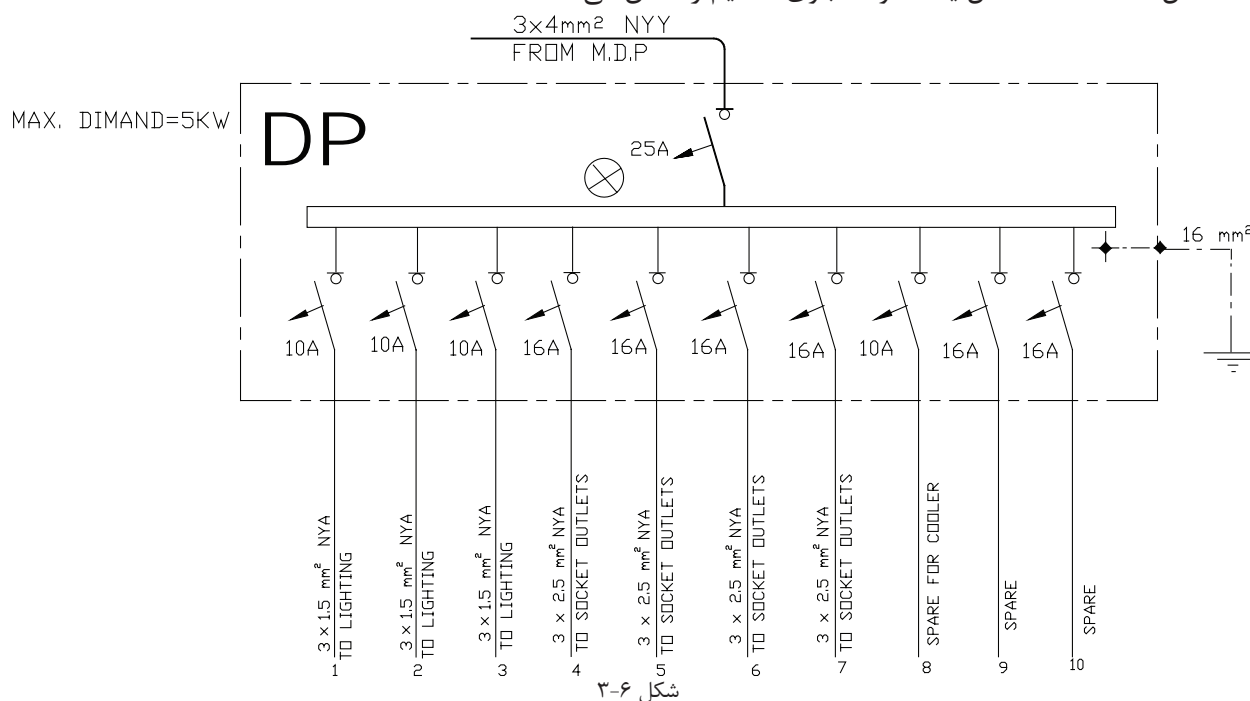 3x4mm² NYY
FROM M.D.P
MAX. DIMAND=5KW
DP
25A
16 mm²
10A
10A
10A
16A
16A
16A
16A
10A
16A
16A
3 x 1.5 mm² NYA
TO LIGHTING
3 x 1.5 mm² NYA
TO LIGHTING
3 x 1.5 mm² NYA
TO LIGHTING
3 x 2.5 mm² NYA
TO SOCKET OUTLETS
3 x 2.5 mm² NYA
TO SOCKET OUTLETS
3 x 2.5 mm² NYA
TO SOCKET OUTLETS
3 x 2.5 mm² NYA
TO SOCKET OUTLETS
SPARE FOR COOLER
SPARE
SPARE
1
2
3
4
5
6
7
8
9
10
شکل ۶-۳